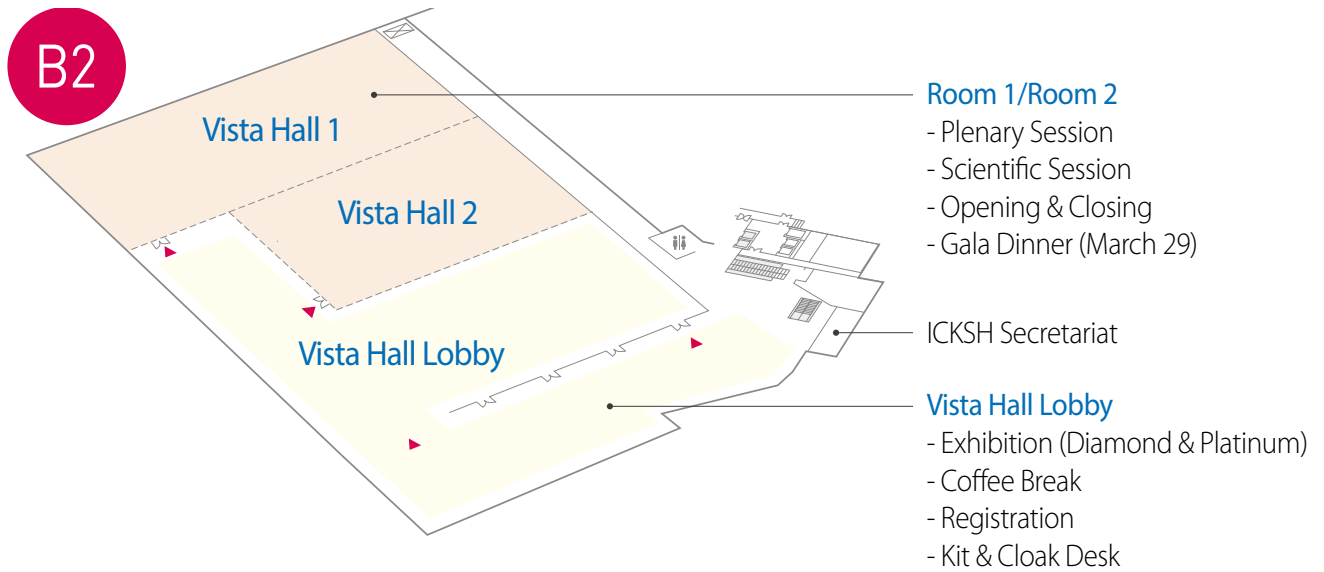 B2
Vista Hall 1
Vista Hall 2
Vista Hall Lobby
Room 1/Room 2
- Plenary Session
- Scientific Session
- Opening & Closing
- Gala Dinner (March 29)
ICKSH Secretariat
Vista Hall Lobby
- Exhibition (Diamond & Platinum)
- Coffee Break
- Registration
- Kit & Cloak Desk